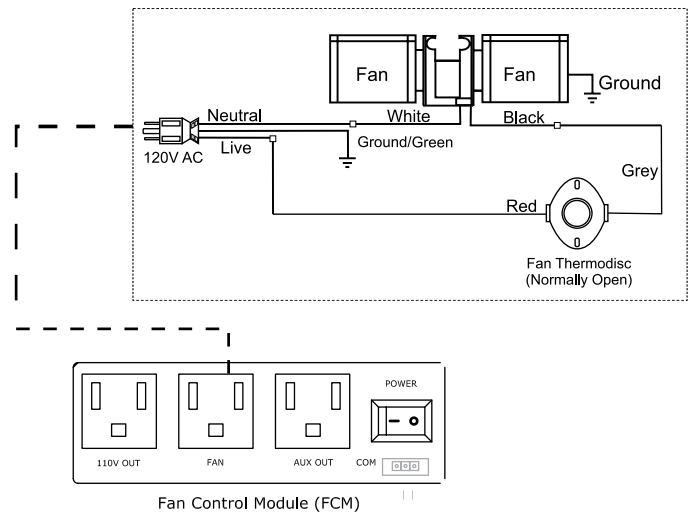 Fan
Fan
Ground
Neutral
White
Black
120V AC
Live
Ground/Green
Grey
Red
Fan Thermodisc
(Normally Open)
POWER
110V OUT
FAN
AUX OUT
COM
Fan Control Module (FCM)